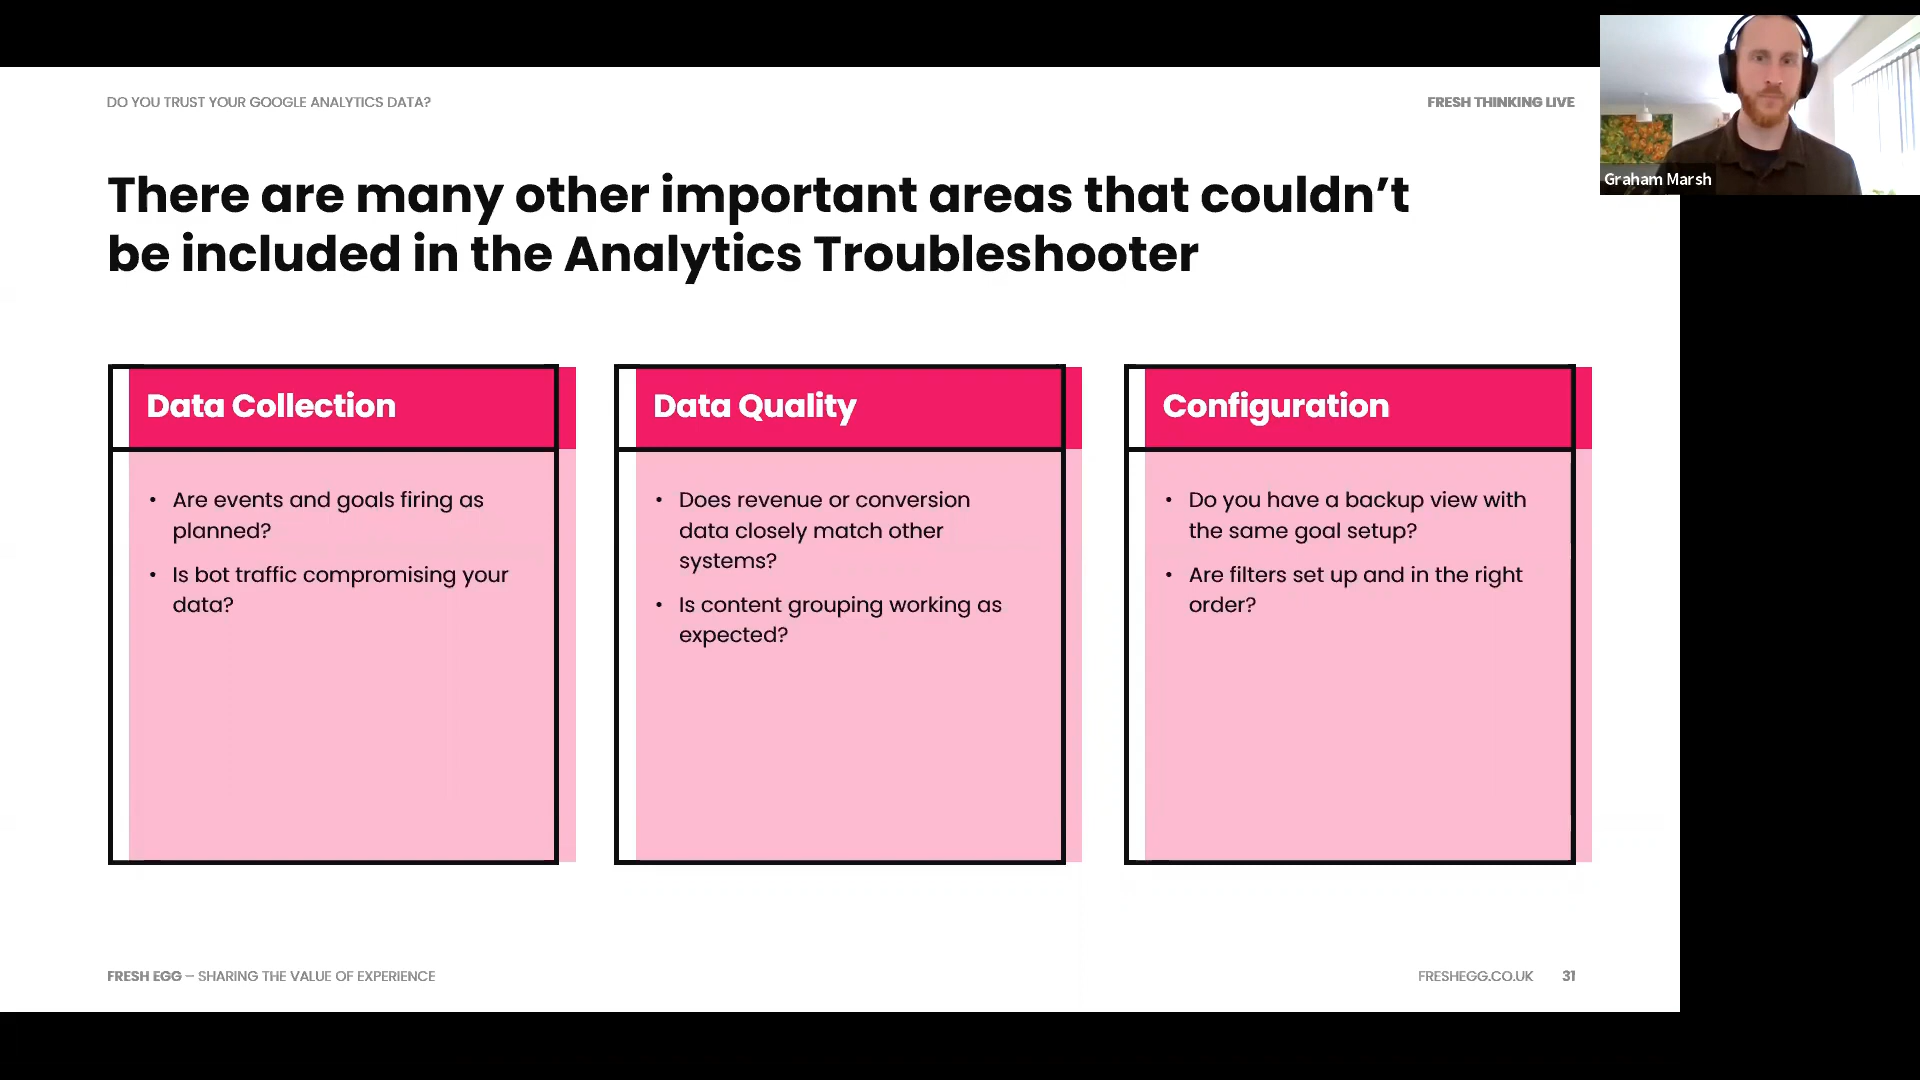 DO YOU TRUST YOUR GOOGLE ANALYTICS DATA?
FRESH THINKING LIVE
Graham Marsh
There are many other important areas that couldn’t
be included in the Analytics Troubleshooter
Data Collection
• Are events and goals firing as
planned?
• Is bot traffic compromising your
data?
Data Quality
• Does revenue or conversion
data closely match other
systems?
• Is content grouping working as
expected?
Configuration
• Do you have a backup view with
the same goal setup?
• Are filters set up and in the right
order?
FRESH EGG – SHARING THE VALUE OF EXPERIENCE
FRESHEGG.CO.UK 31